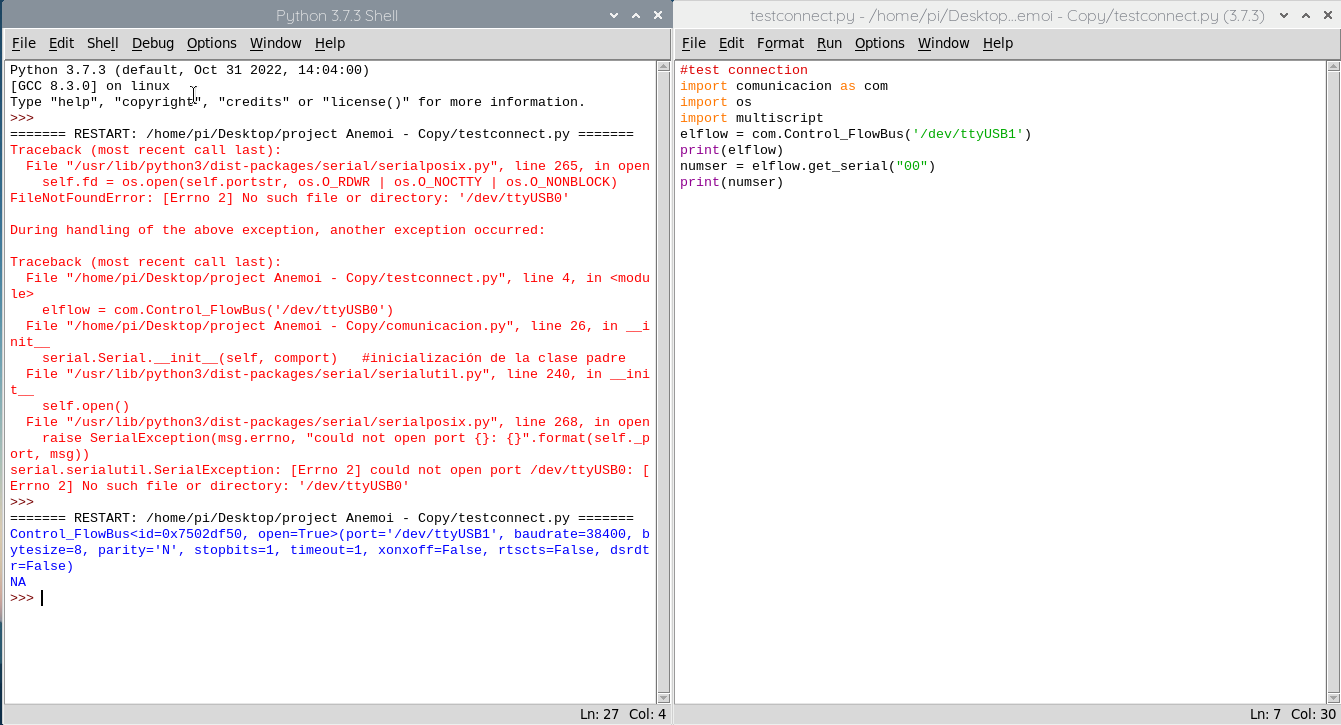 Python 3.7.3 Shell
File Edit Shell Debug Options Window Help
Python 3.7.3 (default, Oct 31 2022, 14:04:00)
[GCC 8.3.0] on linux
Type "help", "copyright", "credits" or "license()" for more information.
>>>
======= RESTART: /home/pi/Desktop/project Anemoi - Copy/testconnect.py =======
Traceback (most recent call last):
  File "/usr/lib/python3/dist-packages/serial/serialposix.py", line 265, in open
    self.fd = os.open(self.portstr, os.O_RDWR | os.O_NOCTTY | os.O_NONBLOCK)
FileNotFoundError: [Errno 2] No such file or directory: '/dev/ttyUSB0'

During handling of the above exception, another exception occurred:

Traceback (most recent call last):
  File "/home/pi/Desktop/project Anemoi - Copy/testconnect.py", line 4, in <modu
le>
    elflow = com.Control_FlowBus('/dev/ttyUSB0')
  File "/home/pi/Desktop/project Anemoi - Copy/comunicacion.py", line 26, in __i
nit__
    serial.Serial.__init__(self, comport)   #inicialización de la clase padre
  File "/usr/lib/python3/dist-packages/serial/serialutil.py", line 240, in __ini
t__
    self.open()
  File "/usr/lib/python3/dist-packages/serial/serialposix.py", line 268, in open
    raise SerialException(msg.errno, "could not open port {}: {}".format(self._p
ort, msg))
serial.serialutil.SerialException: [Errno 2] could not open port /dev/ttyUSB0: [
Errno 2] No such file or directory: '/dev/ttyUSB0'
>>>
======= RESTART: /home/pi/Desktop/project Anemoi - Copy/testconnect.py =======
Control_FlowBus<id=0x7502df50, open=True>(port='/dev/ttyUSB1', baudrate=38400, b
ytesize=8, parity='N', stopbits=1, timeout=1, xonxoff=False, rtscts=False, dsrdt
r=False)
NA
>>>
Ln: 27 Col: 4
testconnect.py - /home/pi/Desktop...emoi - Copy/testconnect.py (3.7.3)
File Edit Format Run Options Window Help
#test connection
import comunicacion as com
import os
import multiscript
elflow = com.Control_FlowBus('/dev/ttyUSB1')
print(elflow)
numser = elflow.get_serial("00")
print(numser)
Ln: 7 Col: 30